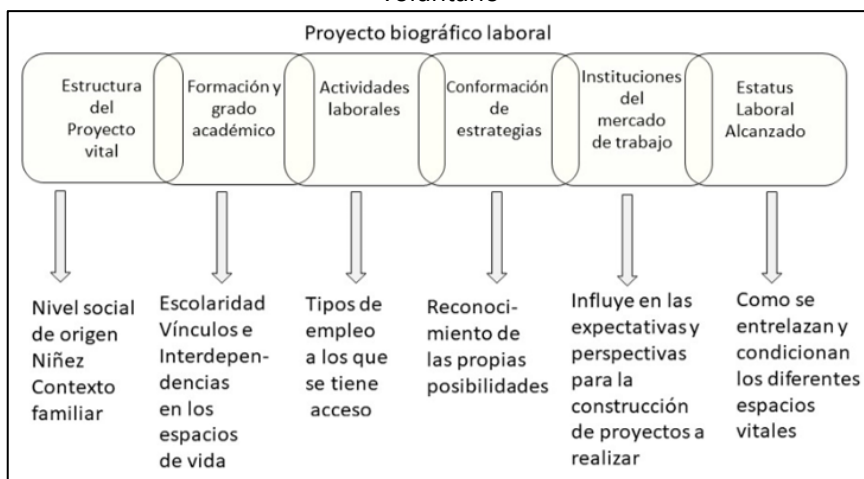 voluntario
Proyecto biográfico laboral
Estructura
del
Proyecto
vital
Formación y
grado
académico
Actividades
laborales
Conformación
de
estrategias
Instituciones
del
mercado
de trabajo
Estatus
Laboral
Alcanzado
Nivel social
de origen
Niñez
Contexto
familiar
Escolaridad
Vínculos e
Interdepen-
dencias
en los
espacios
de vida
Tipos de
empleo
a los que
se tiene
acceso
Reconoci-
miento de
las propias
posibilidades
Influye en las
expectativas y
perspectivas
para la
construcción
de proyectos a
realizar
Como se
entrelazan y
condicionan
los diferentes
espacios
vitales